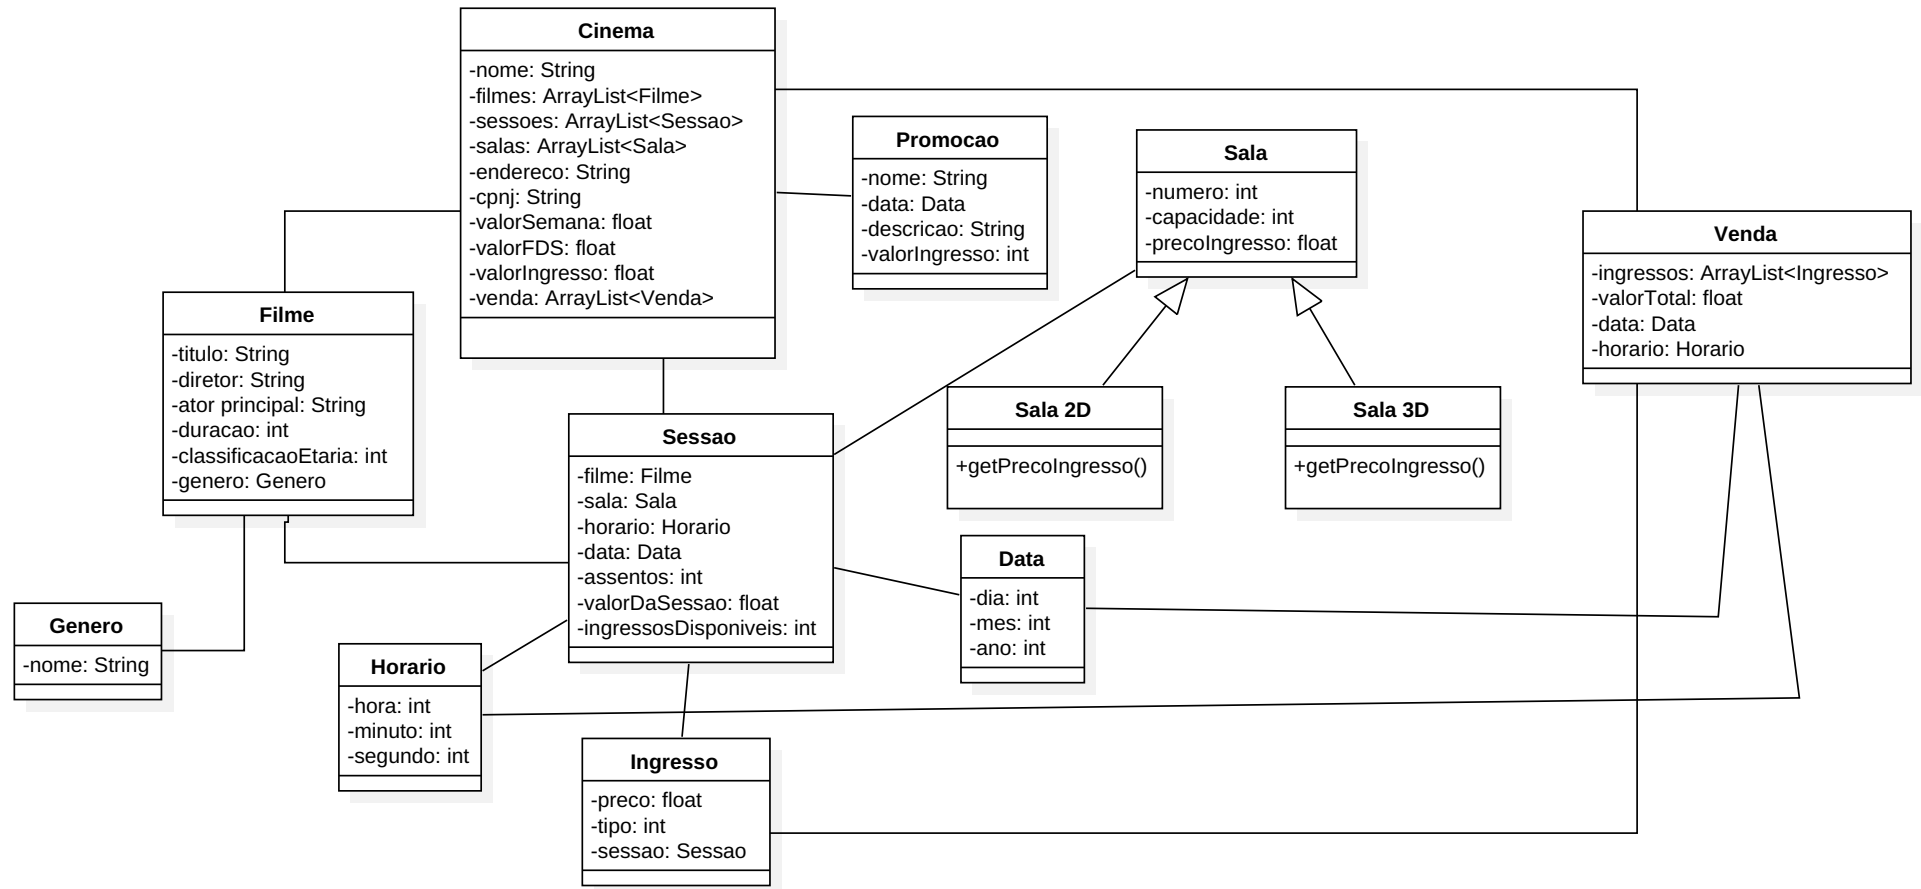 Cinema
-nome: String
-filmes: ArrayList<Filme>
-sessoes: ArrayList<Sessao>
-salas: ArrayList<Sala>
-endereco: String
-cpnj: String
-valorSemana: float
-valorFDS: float
-valorIngresso: float
-venda: ArrayList<Venda>
Promocao
-nome: String
-data: Data
-descricao: String
-valorIngresso: int
Sala
-numero: int
-capacidade: int
-precoIngresso: float
Venda
-ingressos: ArrayList<Ingresso>
-valorTotal: float
-data: Data
-horario: Horario
Filme
-titulo: String
-diretor: String
-ator principal: String
-duracao: int
-classificacaoEtaria: int
-genero: Genero
Sessao
-filme: Filme
-sala: Sala
-horario: Horario
-data: Data
-assentos: int
-valorDaSessao: float
-ingressosDisponiveis: int
Sala 2D
+getPrecoIngresso()
Sala 3D
+getPrecoIngresso()
Data
-dia: int
-mes: int
-ano: int
Genero
-nome: String
Horario
-hora: int
-minuto: int
-segundo: int
Ingresso
-preco: float
-tipo: int
-sessao: Sessao